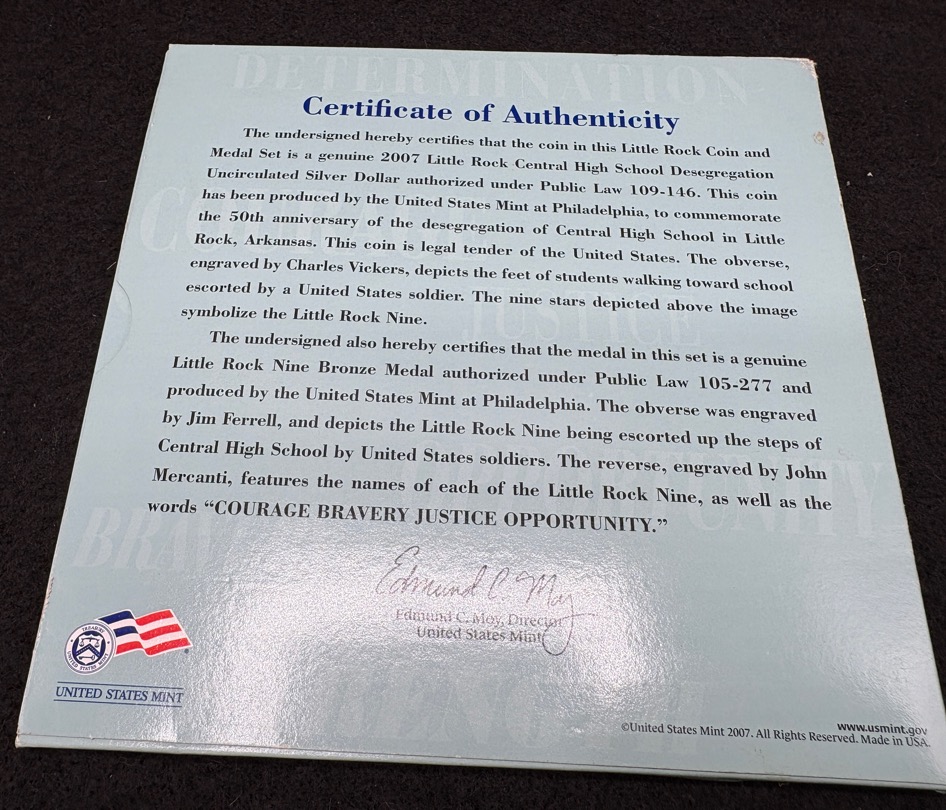 DETERMINATION
Certificate of Authenticity
The undersigned hereby certifies that the coin in this Little Rock Coin and
Medal Set is a genuine 2007 Little Rock Central High School Desegregation
Uncirculated Silver Dollar authorized under Public Law 109-146. This coin
has been produced by the United States Mint at Philadelphia, to commemorate
the 50th anniversary of the desegregation of Central High School in Little
Rock, Arkansas. This coin is legal tender of the United States. The obverse,
engraved by Charles Vickers, depicts the feet of students walking toward school
escorted by a United States soldier. The nine stars depicted above the image
symbolize the Little Rock Nine.
JUSTICE
The undersigned also hereby certifies that the medal in this set is a genuine
Little Rock Nine Bronze Medal authorized under Public Law 105-277 and
produced by the United States Mint at Philadelphia. The obverse was engraved
by Jim Ferrell, and depicts the Little Rock Nine being escorted up the steps of
Central High School by United States soldiers. The reverse, engraved by John
Mercanti, features the names of each of the Little Rock Nine, as well as the
words “COURAGE BRAVERY JUSTICE OPPORTUNITY.”
Edmund C. Moy
Edmund C. Moy, Director
United States Mint
UNITED STATES MINT
www.usmint.gov
©United States Mint 2007. All Rights Reserved. Made in USA.